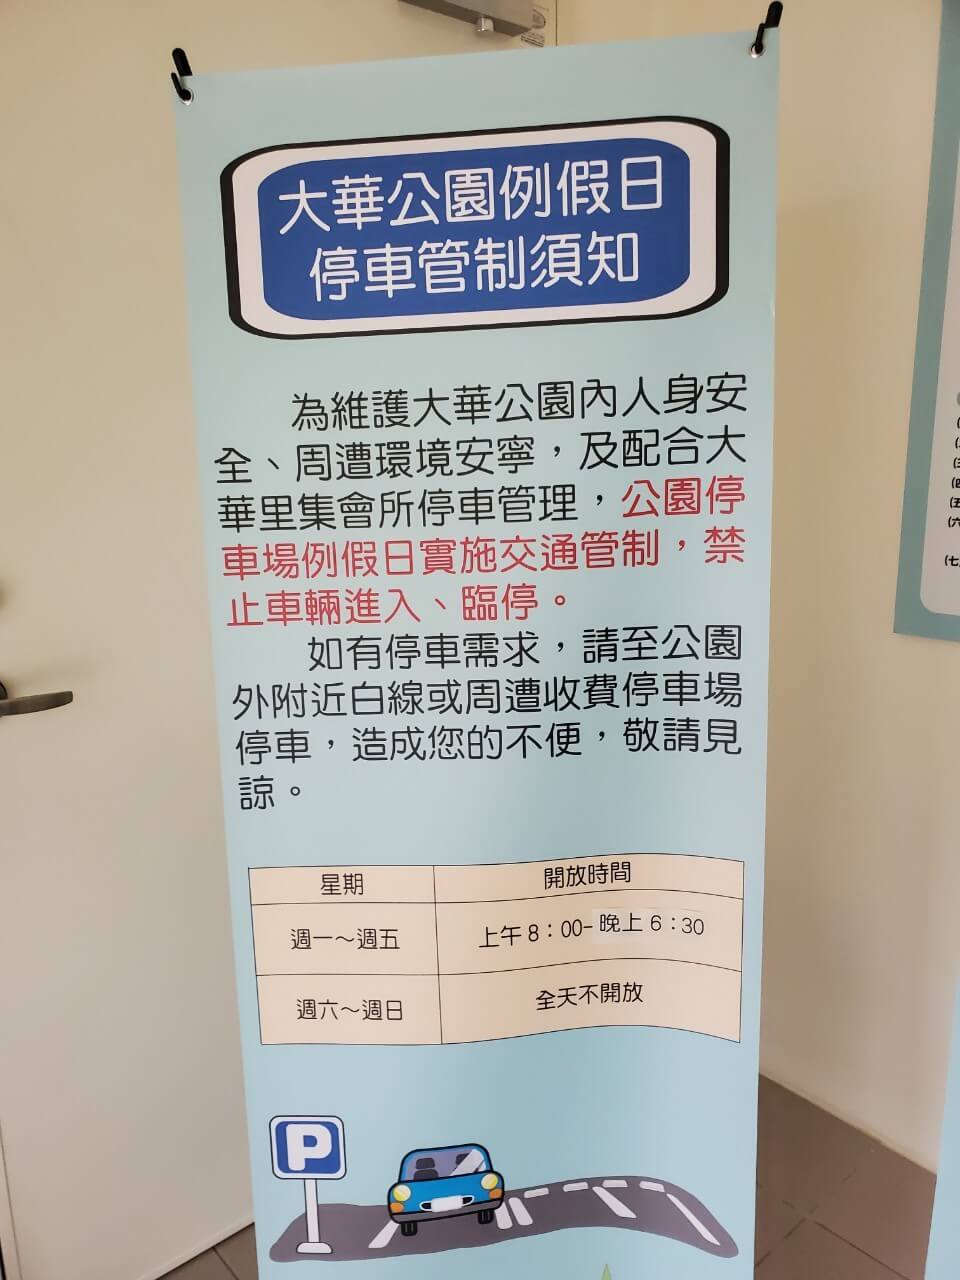 大華公園例假日
停車管制須知
為維護大華公園內人身安
全、周遭環境安寧，及配合大
華里集會所停車管理，公園停
車場例假日實施交通管制，禁
止車輛進入、臨停。
如有停車需求，請至公園
外附近白線或周遭收費停車場
停車，造成您的不便，敬請見
諒。
星期 開放時間
週一～週五 上午8：00-晚上6：30
週六～週日 全天不開放
P
(四
(五
(六
(七